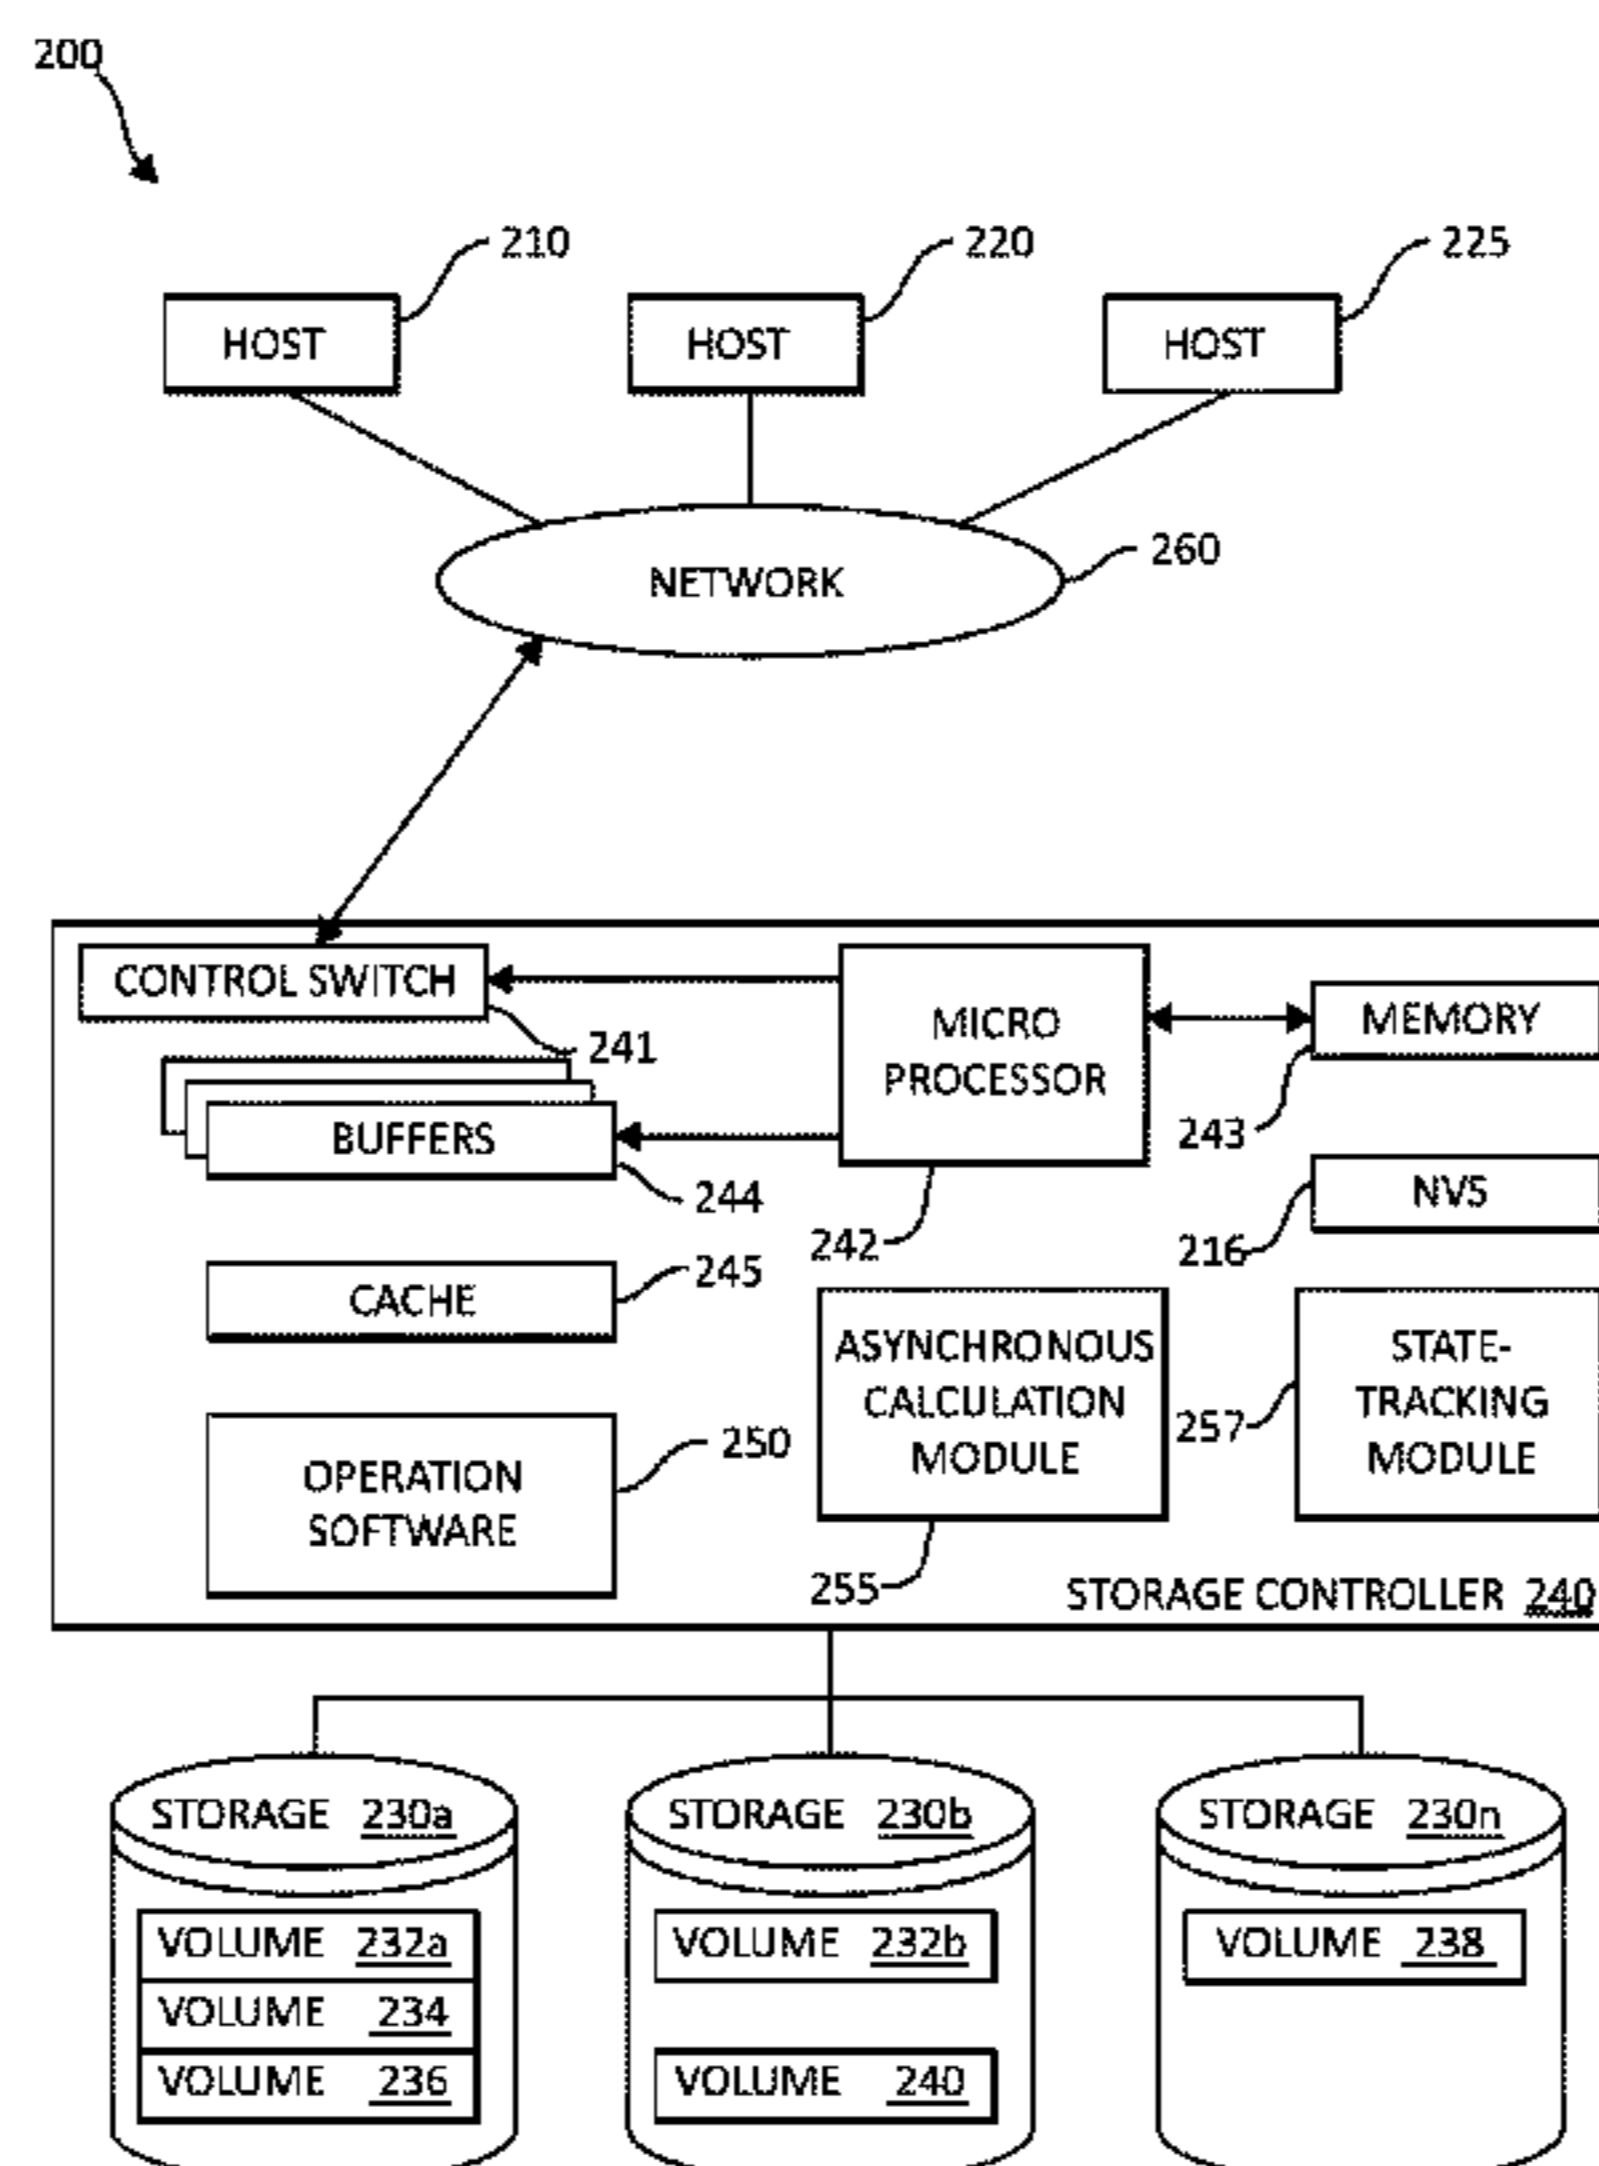 200
210
220
225
HOST
HOST
HOST
260
NETWORK
CONTROL SWITCH
241
MICRO
PROCESSOR
MEMORY
243
BUFFERS
244
242
NVS
216
CACHE
245
ASYNCHRONOUS
CALCULATION
MODULE
255
STATE-
TRACKING
MODULE
257
OPERATION
SOFTWARE
250
STORAGE CONTROLLER 240
STORAGE 230a
VOLUME 232a
VOLUME 234
VOLUME 236
STORAGE 230b
VOLUME 232b
VOLUME 240
STORAGE 230n
VOLUME 238